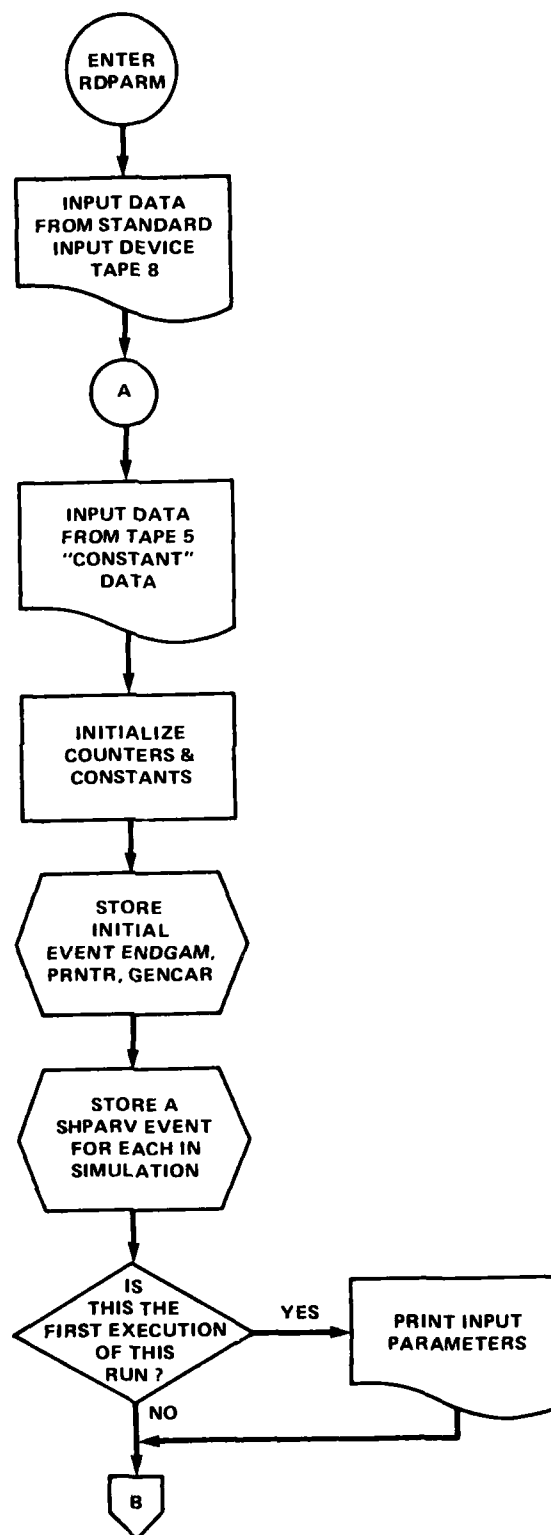 ENTER
RDPARM
INPUT DATA
FROM STANDARD
INPUT DEVICE
TAPE 8
A
INPUT DATA
FROM TAPE 5
"CONSTANT"
DATA
INITIALIZE
COUNTERS &
CONSTANTS
STORE
INITIAL
EVENT ENDGAM,
PRNTR, GENCAR
STORE A
SHPARV EVENT
FOR EACH IN
SIMULATION
IS
THIS THE
FIRST EXECUTION
OF THIS
RUN ?
YES
PRINT INPUT
PARAMETERS
NO
B